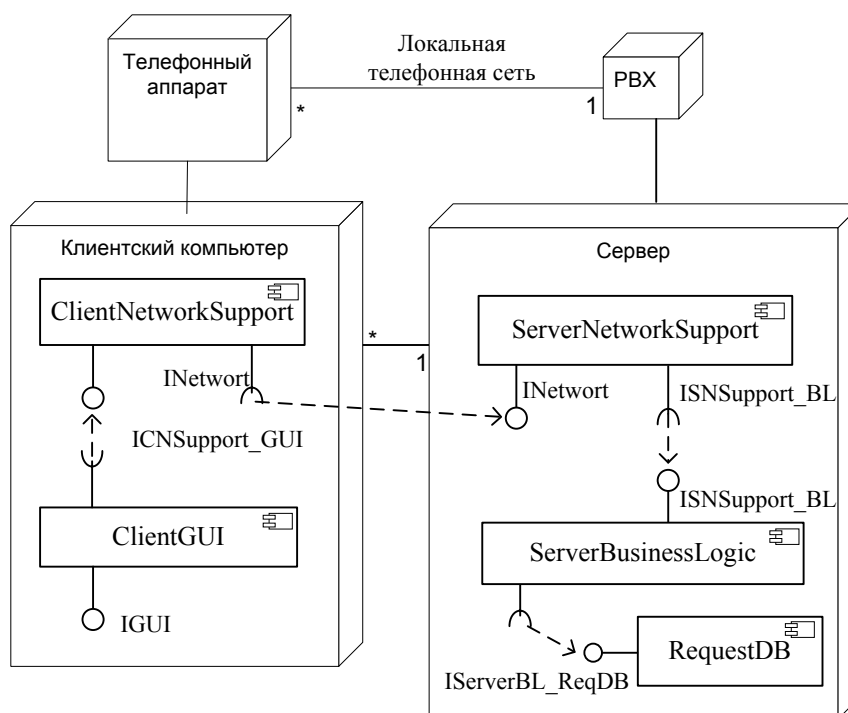 Телефонный
аппарат
Локальная
телефонная сеть
*
1
PBX
Клиентский компьютер
ClientNetworkSupport
INetwort
ICNSupport_GUI
ClientGUI
IGUI
*
1
Сервер
ServerNetworkSupport
INetwort
ISNSupport_BL
ISNSupport_BL
ServerBusinessLogic
IServerBL_ReqDB
RequestDB